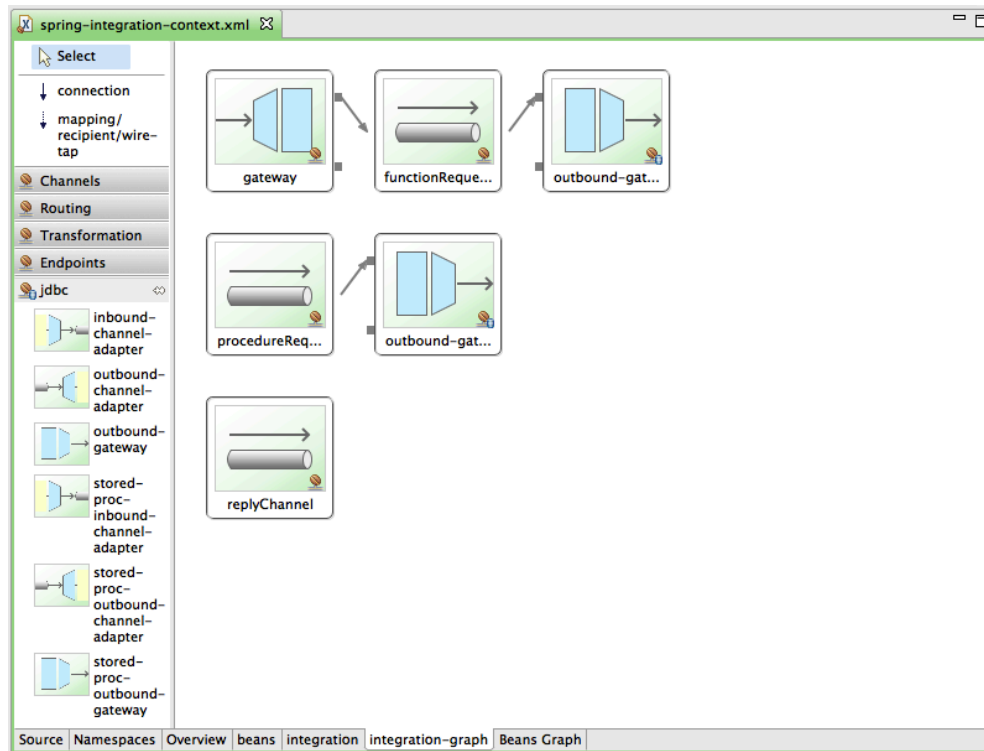 spring-integration-context.xml
Select
connection
mapping/
recipient/wire-
tap
Channels
Routing
Transformation
Endpoints
jdbc
inbound-
channel-
adapter
outbound-
channel-
adapter
outbound-
gateway
stored-
proc-
inbound-
channel-
adapter
stored-
proc-
outbound-
channel-
adapter
stored-
proc-
outbound-
gateway
gateway
functionReque...
outbound-gat...
procedureReq...
outbound-gat...
replyChannel
Source Namespaces Overview beans integration integration-graph Beans Graph